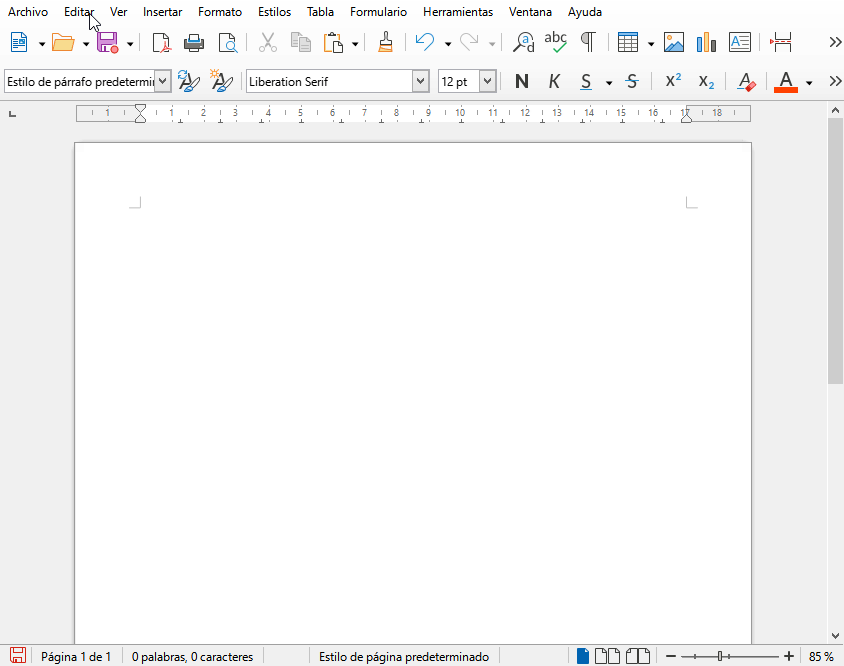 Archivo Editar Ver Insertar Formato Estilos Tabla Formulario Herramientas Ventana Ayuda
Estilo de párrafo predetermi Liberation Serif 12 pt N K S S X² X₂ A A
1 1 2 3 4 5 6 7 8 9 10 11 12 13 14 15 16 17 18
Página 1 de 1 0 palabras, 0 caracteres Estilo de página predeterminado 85 %